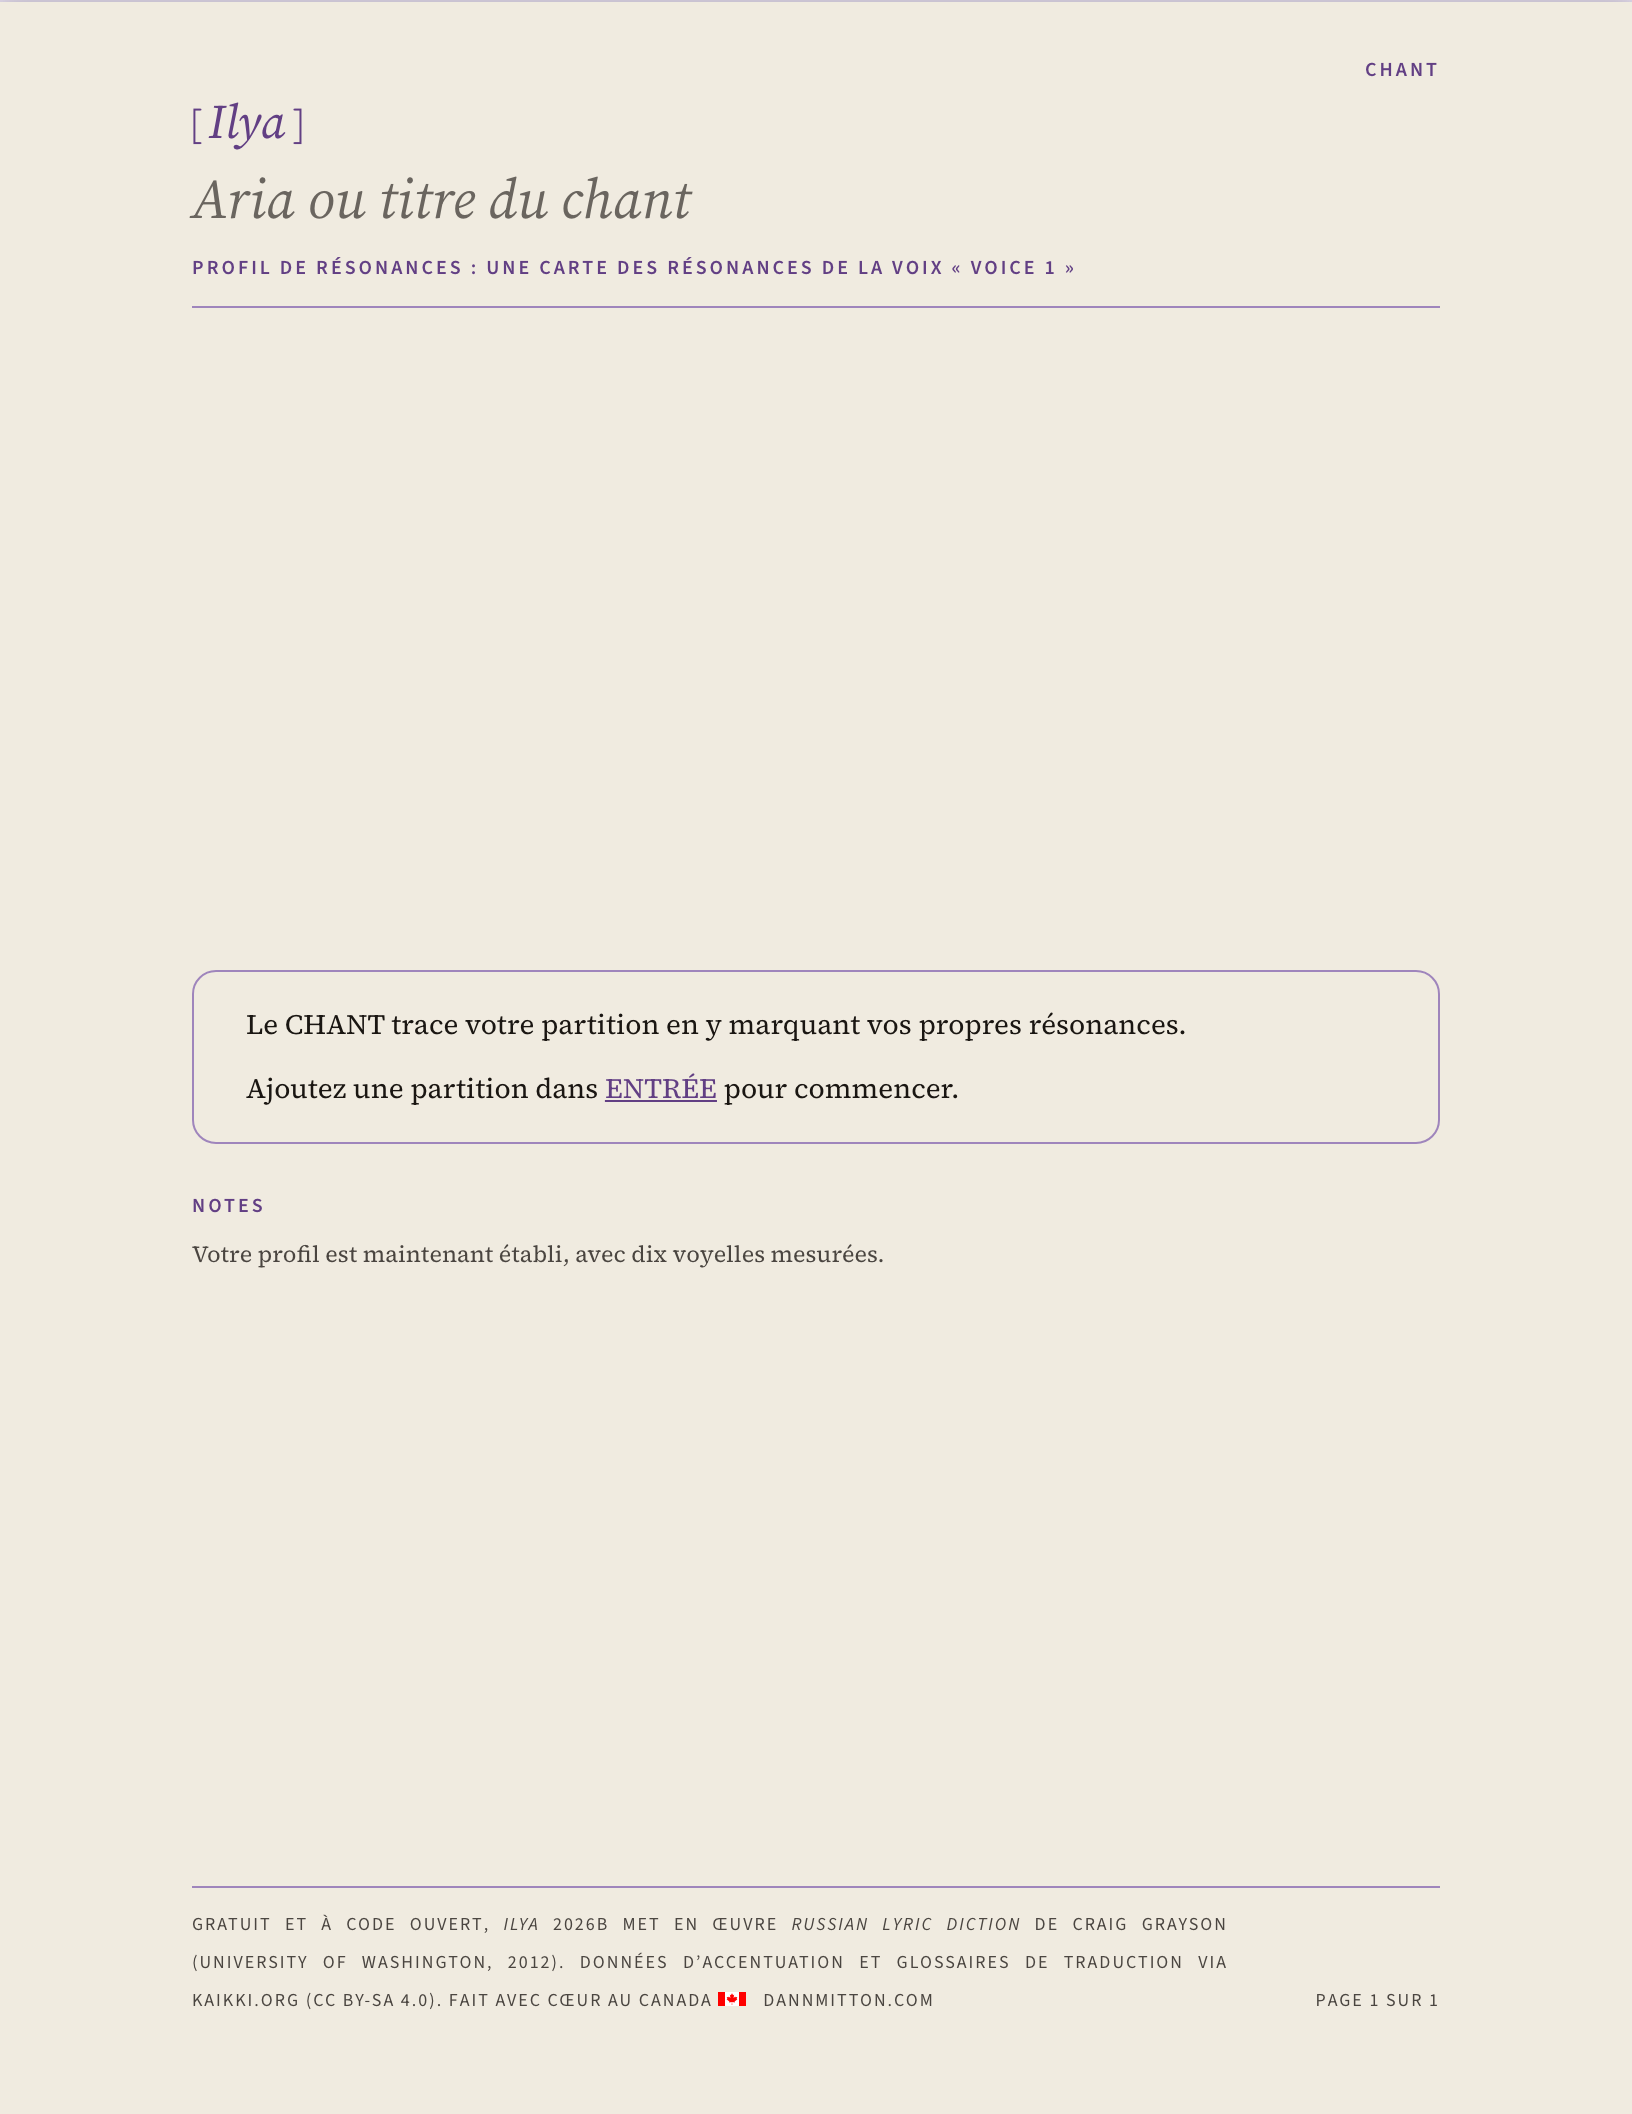 CHANT
[ Ilya ]
Aria ou titre du chant
PROFIL DE RÉSONANCES : UNE CARTE DES RÉSONANCES DE LA VOIX « VOICE 1 »
Le CHANT trace votre partition en y marquant vos propres résonances.
Ajoutez une partition dans ENTRÉE pour commencer.
NOTES
Votre profil est maintenant établi, avec dix voyelles mesurées.
GRATUIT ET À CODE OUVERT, ILYA 2026B MET EN ŒUVRE RUSSIAN LYRIC DICTION DE CRAIG GRAYSON
(UNIVERSITY OF WASHINGTON, 2012). DONNÉES D’ACCENTUATION ET GLOSSAIRES DE TRADUCTION VIA
KAIKKI.ORG (CC BY-SA 4.0). FAIT AVEC CŒUR AU CANADA 🇨🇦 DANNMITTON.COM
PAGE 1 SUR 1